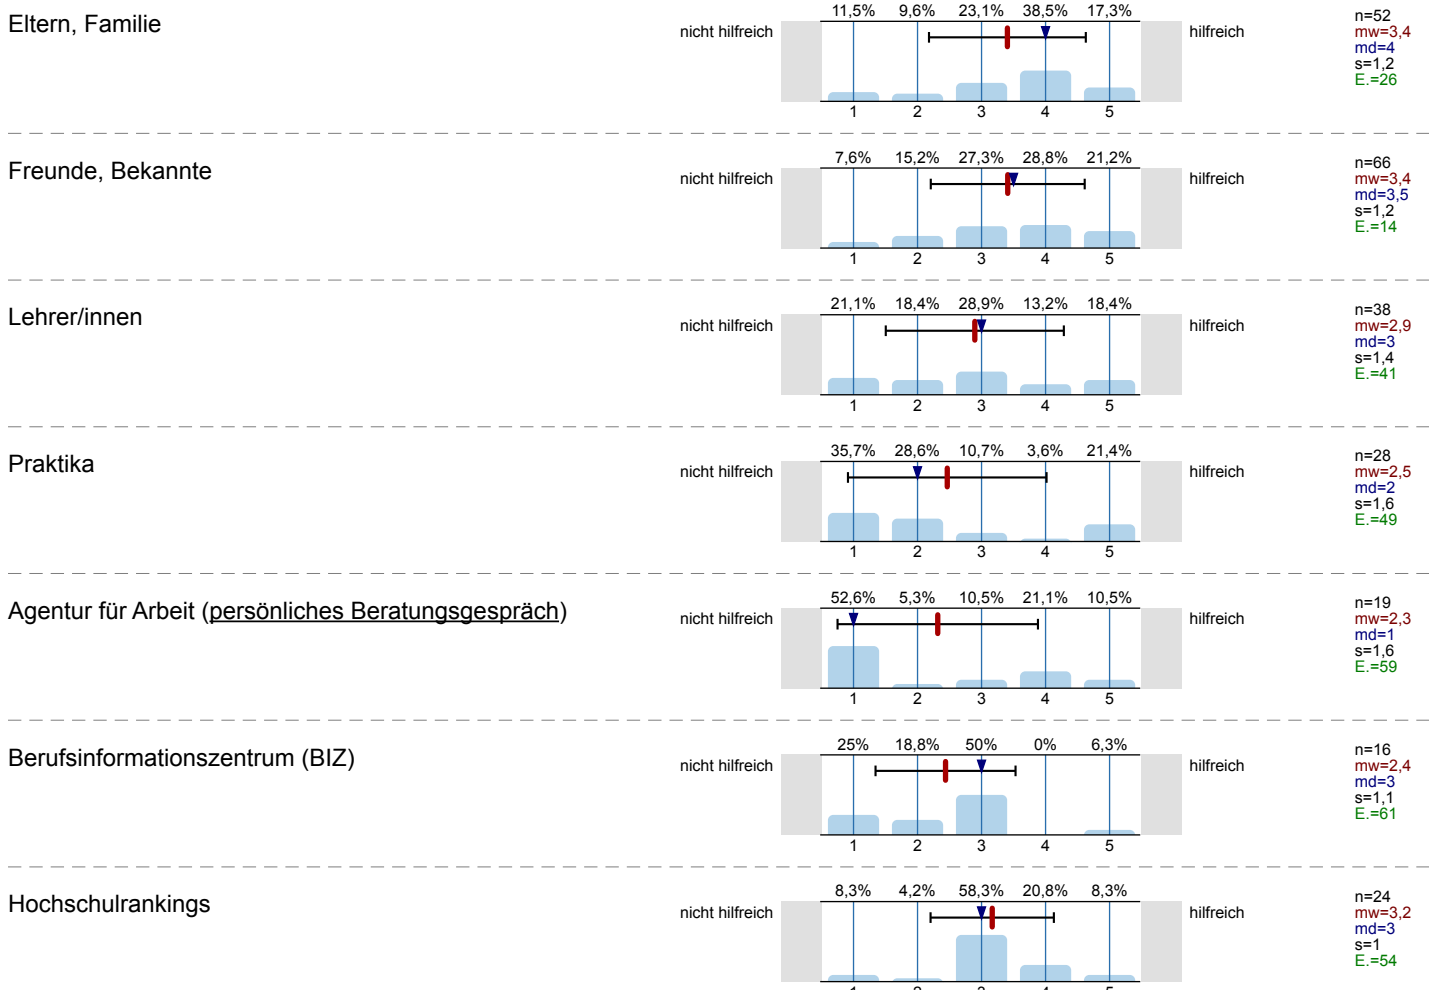 Eltern, Familie
nicht hilfreich
11,5% 9,6% 23,1% 38,5% 17,3%
1 2 3 4 5
hilfreich
n=52
mw=3,4
md=4
s=1,2
E.=26
Freunde, Bekannte
nicht hilfreich
7,6% 15,2% 27,3% 28,8% 21,2%
1 2 3 4 5
hilfreich
n=66
mw=3,4
md=3,5
s=1,2
E.=14
Lehrer/innen
nicht hilfreich
21,1% 18,4% 28,9% 13,2% 18,4%
1 2 3 4 5
hilfreich
n=38
mw=2,9
md=3
s=1,4
E.=41
Praktika
nicht hilfreich
35,7% 28,6% 10,7% 3,6% 21,4%
1 2 3 4 5
hilfreich
n=28
mw=2,5
md=2
s=1,6
E.=49
Agentur für Arbeit (persönliches Beratungsgespräch)
nicht hilfreich
52,6% 5,3% 10,5% 21,1% 10,5%
1 2 3 4 5
hilfreich
n=19
mw=2,3
md=1
s=1,6
E.=59
Berufsinformationszentrum (BIZ)
nicht hilfreich
25% 18,8% 50% 0% 6,3%
1 2 3 4 5
hilfreich
n=16
mw=2,4
md=3
s=1,1
E.=61
Hochschulrankings
nicht hilfreich
8,3% 4,2% 58,3% 20,8% 8,3%
1 2 3 4 5
hilfreich
n=24
mw=3,2
md=3
s=1
E.=54